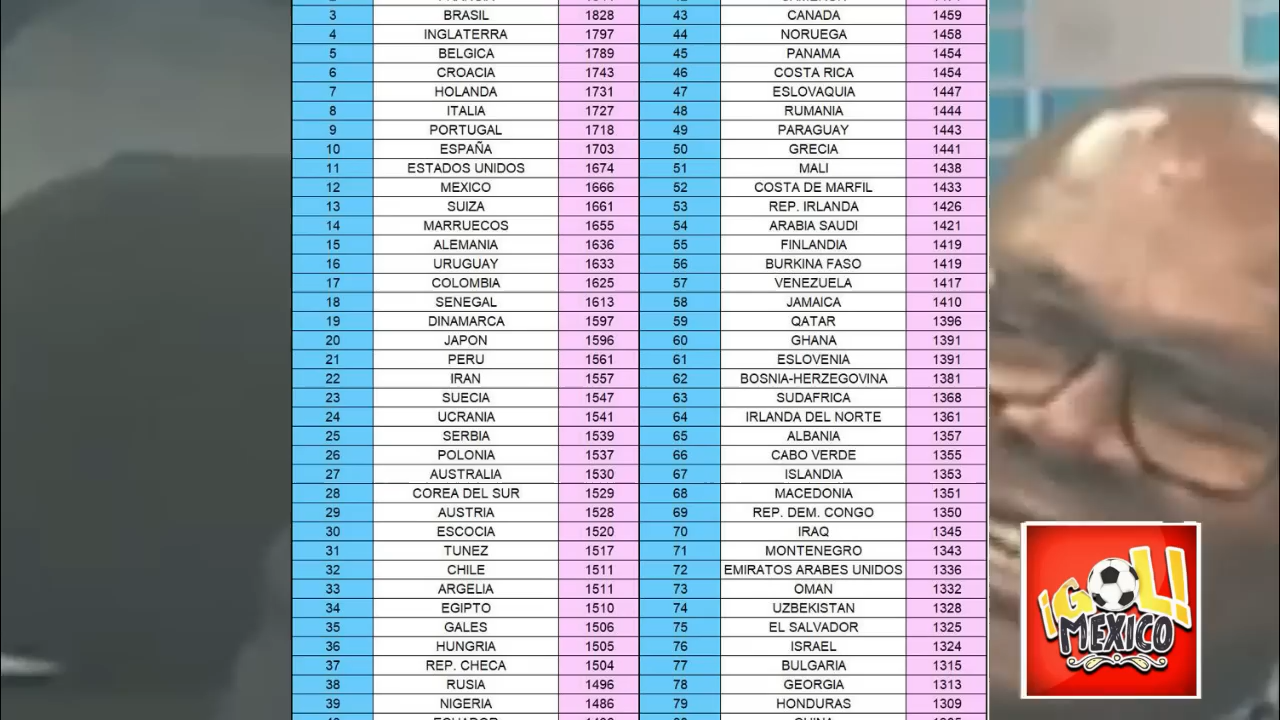 3 BRASIL 1828 43 CANADA 1459
4 INGLATERRA 1797 44 NORUEGA 1458
5 BELGICA 1789 45 PANAMA 1454
6 CROACIA 1743 46 COSTA RICA 1454
7 HOLANDA 1731 47 ESLOVAQUIA 1447
8 ITALIA 1727 48 RUMANIA 1444
9 PORTUGAL 1718 49 PARAGUAY 1443
10 ESPAÑA 1703 50 GRECIA 1441
11 ESTADOS UNIDOS 1674 51 MALI 1438
12 MEXICO 1666 52 COSTA DE MARFIL 1433
13 SUIZA 1661 53 REP. IRLANDA 1426
14 MARRUECOS 1655 54 ARABIA SAUDI 1421
15 ALEMANIA 1636 55 FINLANDIA 1419
16 URUGUAY 1633 56 BURKINA FASO 1419
17 COLOMBIA 1625 57 VENEZUELA 1417
18 SENEGAL 1613 58 JAMAICA 1410
19 DINAMARCA 1597 59 QATAR 1396
20 JAPON 1596 60 GHANA 1391
21 PERU 1561 61 ESLOVENIA 1391
22 IRAN 1557 62 BOSNIA-HERZEGOVINA 1381
23 SUECIA 1547 63 SUDAFRICA 1368
24 UCRANIA 1541 64 IRLANDA DEL NORTE 1361
25 SERBIA 1539 65 ALBANIA 1357
26 POLONIA 1537 66 CABO VERDE 1355
27 AUSTRALIA 1530 67 ISLANDIA 1353
28 COREA DEL SUR 1529 68 MACEDONIA 1351
29 AUSTRIA 1528 69 REP. DEM. CONGO 1350
30 ESCOCIA 1520 70 IRAQ 1345
31 TUNEZ 1517 71 MONTENEGRO 1343
32 CHILE 1511 72 EMIRATOS ARABES UNIDOS 1336
33 ARGELIA 1511 73 OMAN 1332
34 EGIPTO 1510 74 UZBEKISTAN 1328
35 GALES 1506 75 EL SALVADOR 1325
36 HUNGRIA 1505 76 ISRAEL 1324
37 REP. CHECA 1504 77 BULGARIA 1315
38 RUSIA 1496 78 GEORGIA 1313
39 NIGERIA 1486 79 HONDURAS 1309
¡GOL!
MEXICO